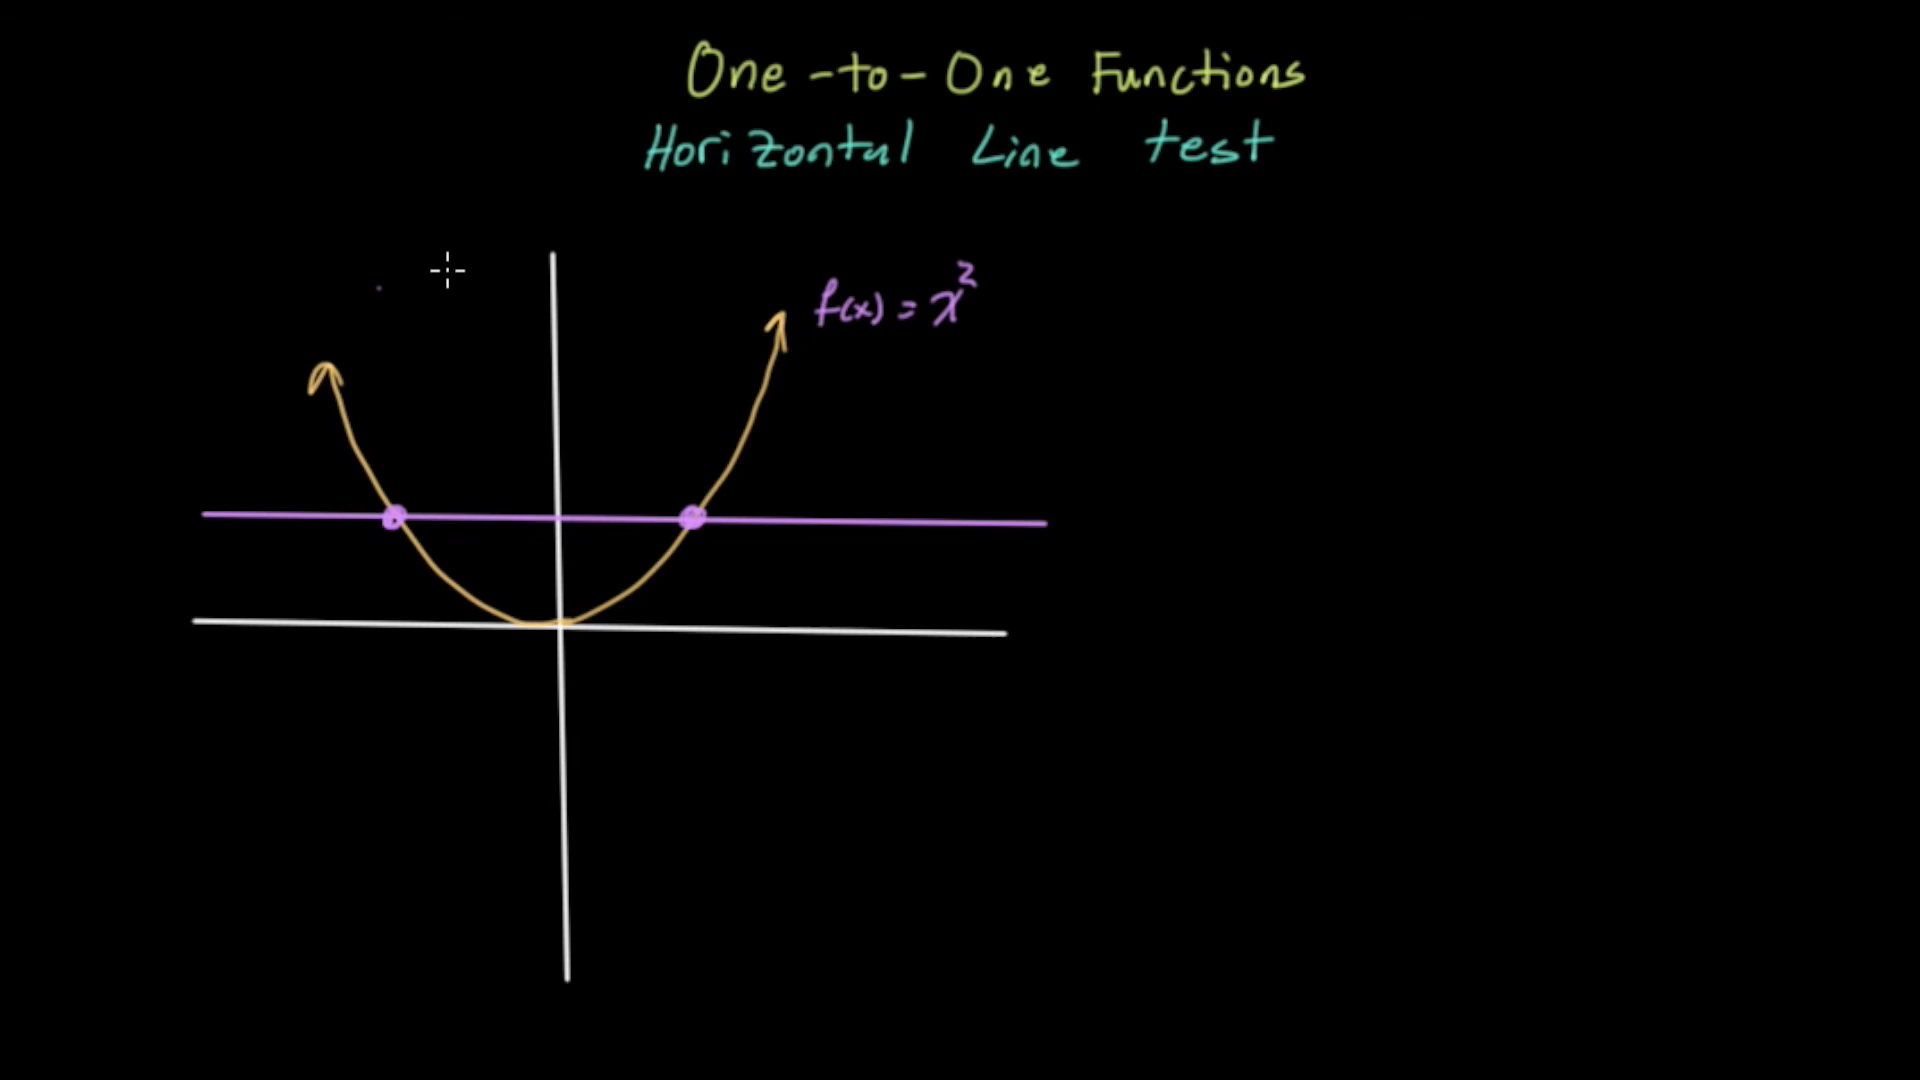 One-to-One Functions
Horizontal Line test
f(x) = x²